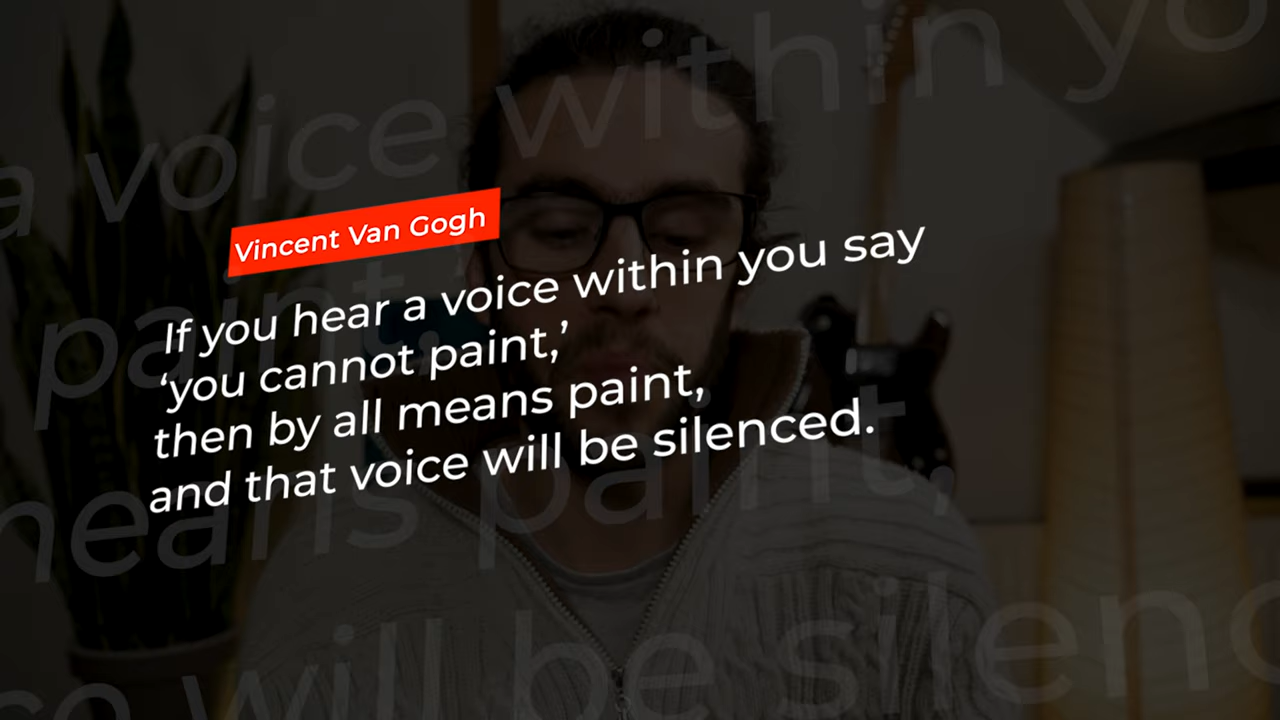 Vincent Van Gogh
If you hear a voice within you say
‘you cannot paint,’
then by all means paint,
and that voice will be silenced.